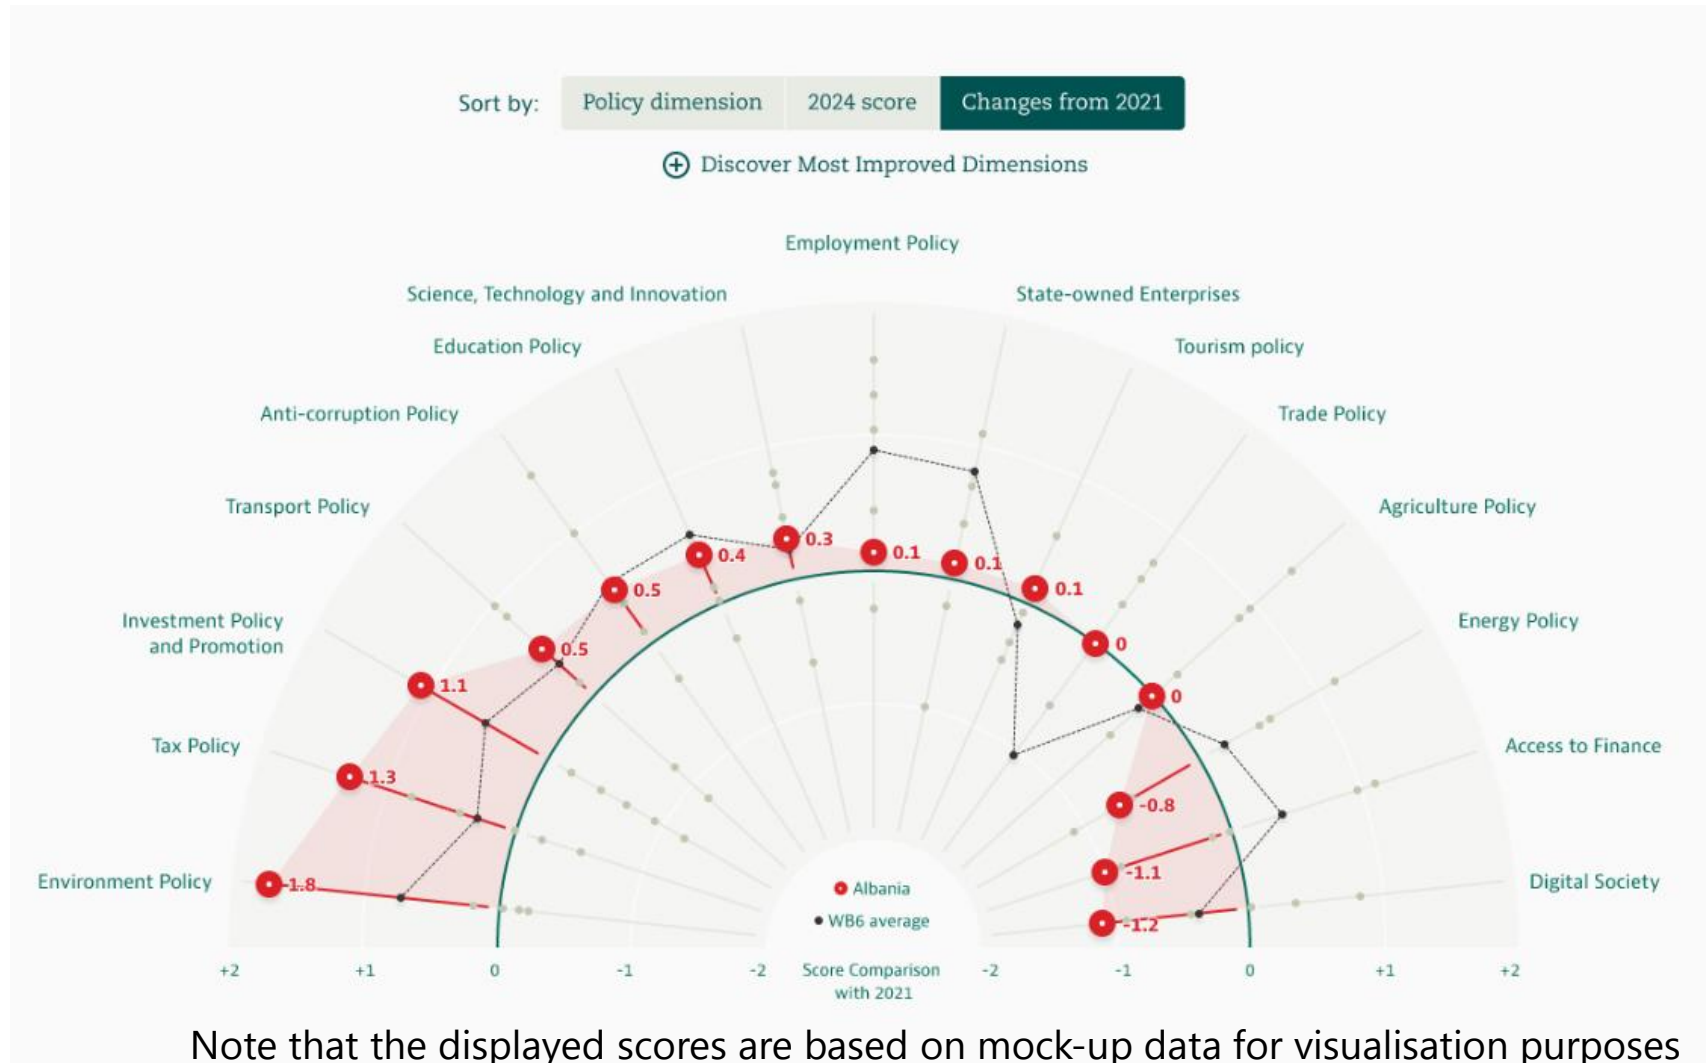 Sort by: Policy dimension 2024 score Changes from 2021
Discover Most Improved Dimensions
Employment Policy
Science, Technology and Innovation
State-owned Enterprises
Education Policy
Tourism policy
Anti-corruption Policy
Trade Policy
Transport Policy
Agriculture Policy
Investment Policy
and Promotion
Energy Policy
Tax Policy
Access to Finance
Environment Policy
Digital Society
0.3
0.1
0.4
0.1
0.5
0.1
0.5
0
1.1
0
1.3
-0.8
1.8
-1.1
-1.2
Albania
WB6 average
+2 +1 0 -1 -2 Score Comparison -2 -1 0 +1 +2
with 2021
Note that the displayed scores are based on mock-up data for visualisation purposes